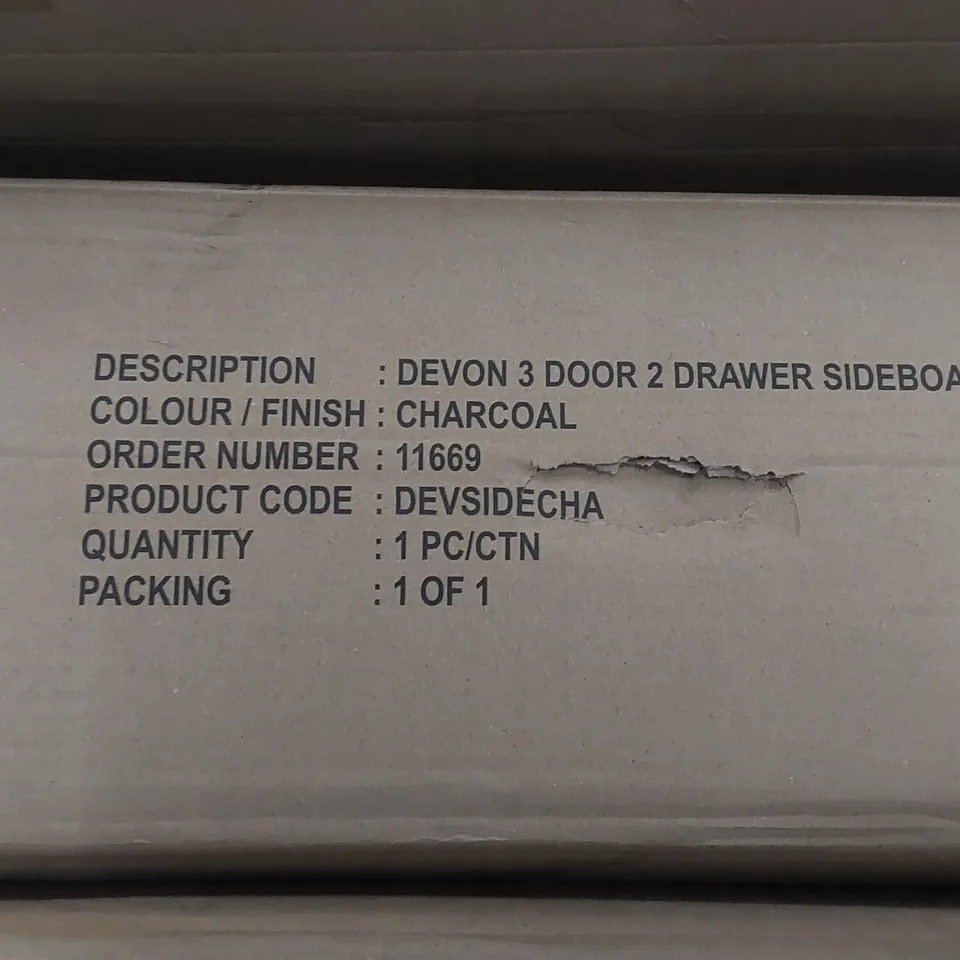 DESCRIPTION : DEVON 3 DOOR 2 DRAWER SIDEBOA
COLOUR / FINISH : CHARCOAL
ORDER NUMBER : 11669
PRODUCT CODE : DEVSIDECHA
QUANTITY : 1 PC/CTN
PACKING : 1 OF 1